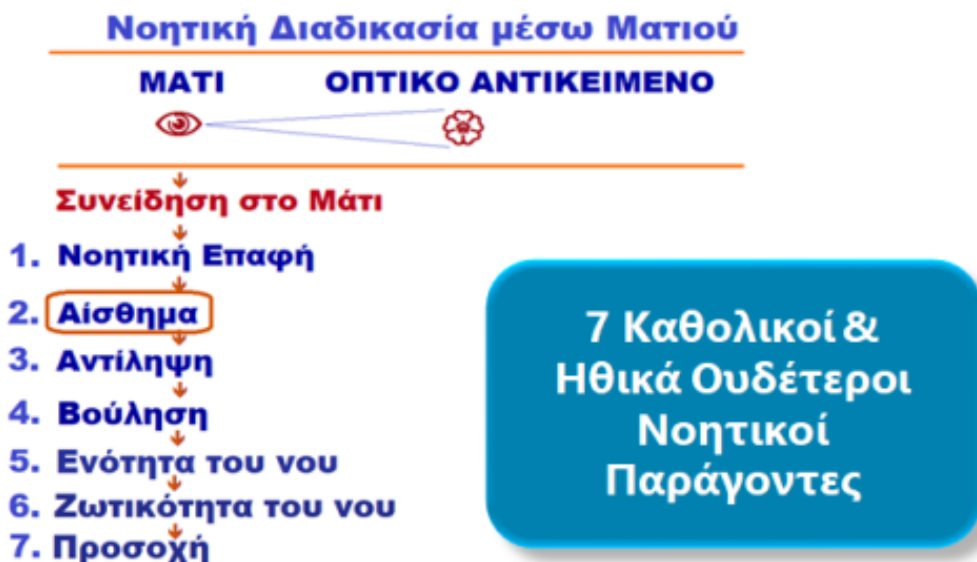 Νοητική Διαδικασία μέσω Ματιού
ΜΑΤΙ ΟΠΤΙΚΟ ΑΝΤΙΚΕΙΜΕΝΟ
Συνείδηση στο Μάτι
1. Νοητική Επαφή
2. Αίσθημα
3. Αντίληψη
4. Βούληση
5. Ενότητα του νου
6. Ζωτικότητα του νου
7. Προσοχή
7 Καθολικοί &
Ηθικά Ουδέτεροι
Νοητικοί
Παράγοντες